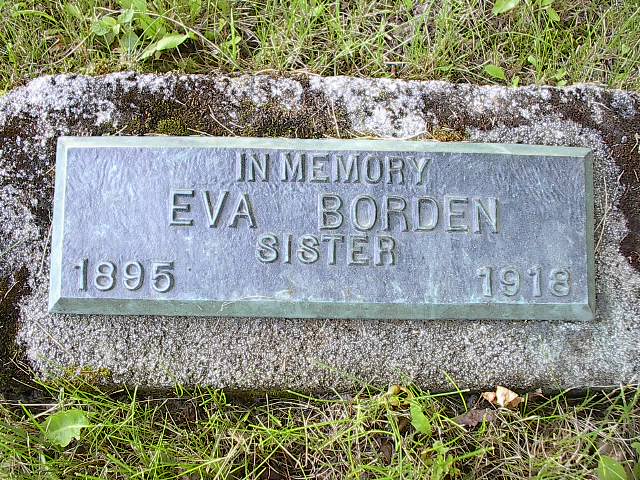 IN MEMORY
EVA BORDEN
SISTER
1895 1918